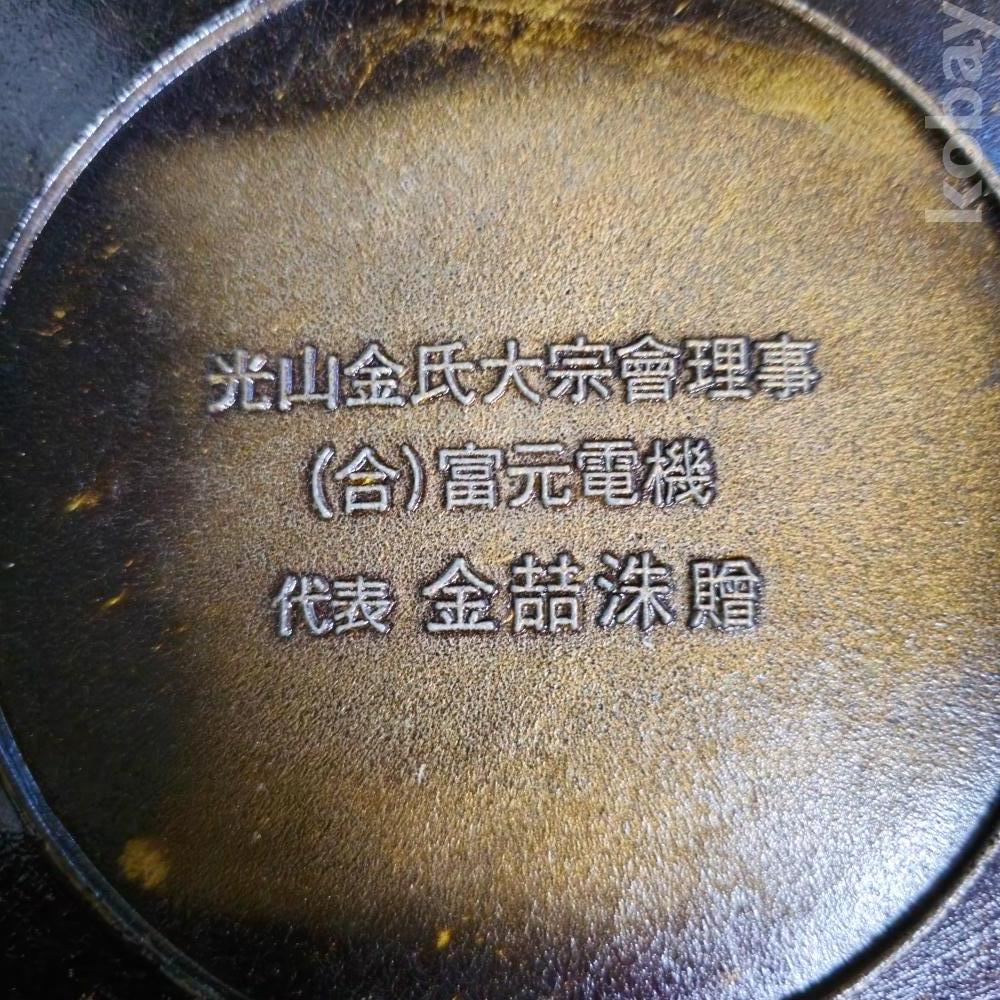 光山金氏大宗會理事
(合)富元電機
代表 金喆洙贈
kobay